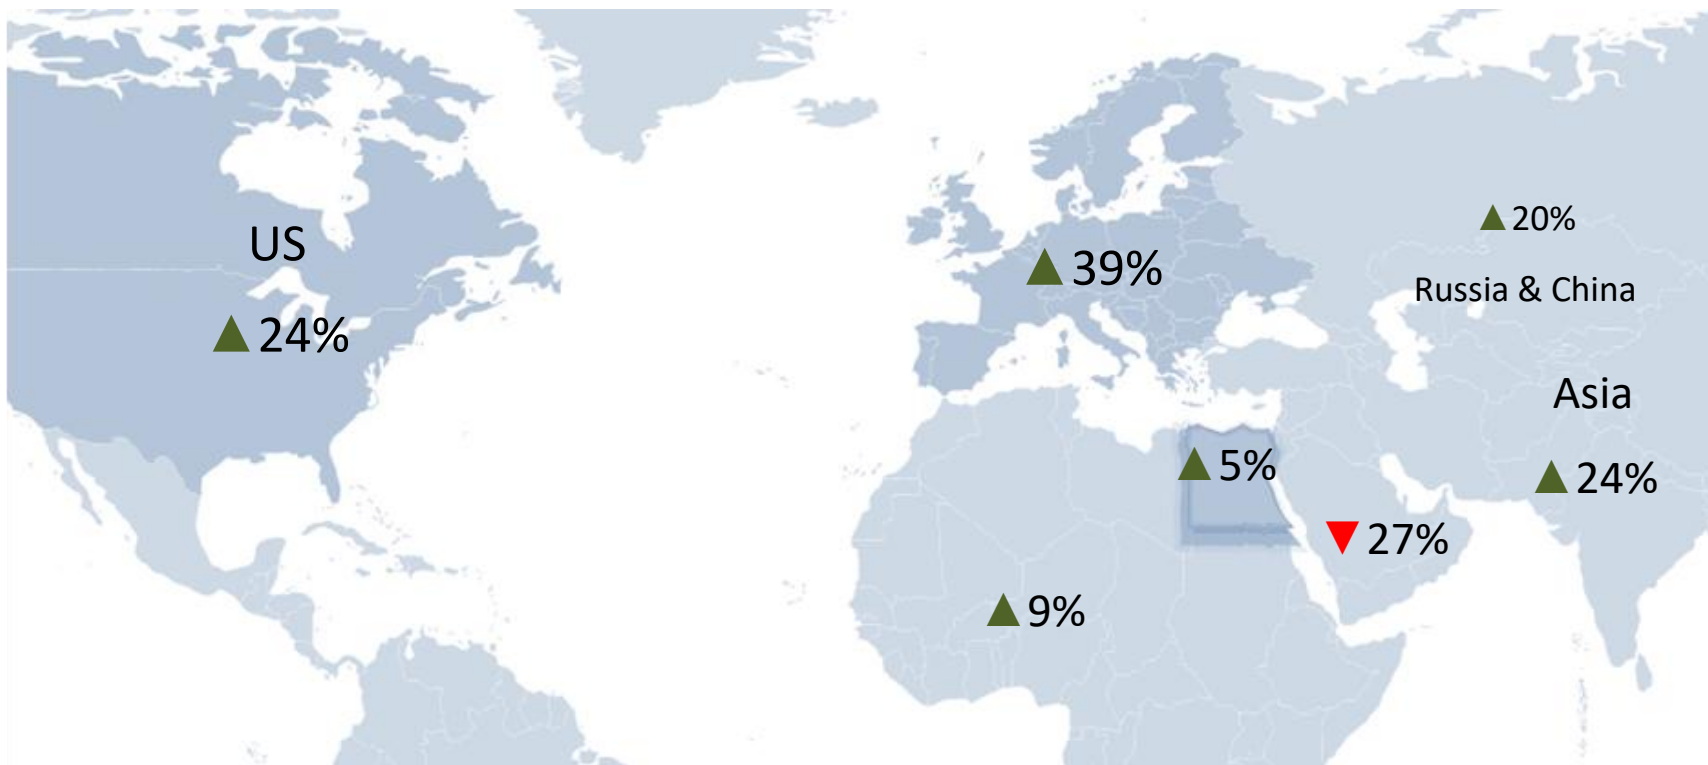 US
▲ 24%
▲ 39%
▲ 20%
Russia & China
Asia
▲ 24%
▲ 5%
▼ 27%
▲ 9%